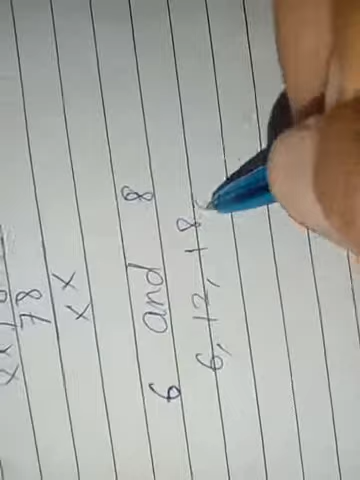 78
x x
6 and 8
6, 12, 18,